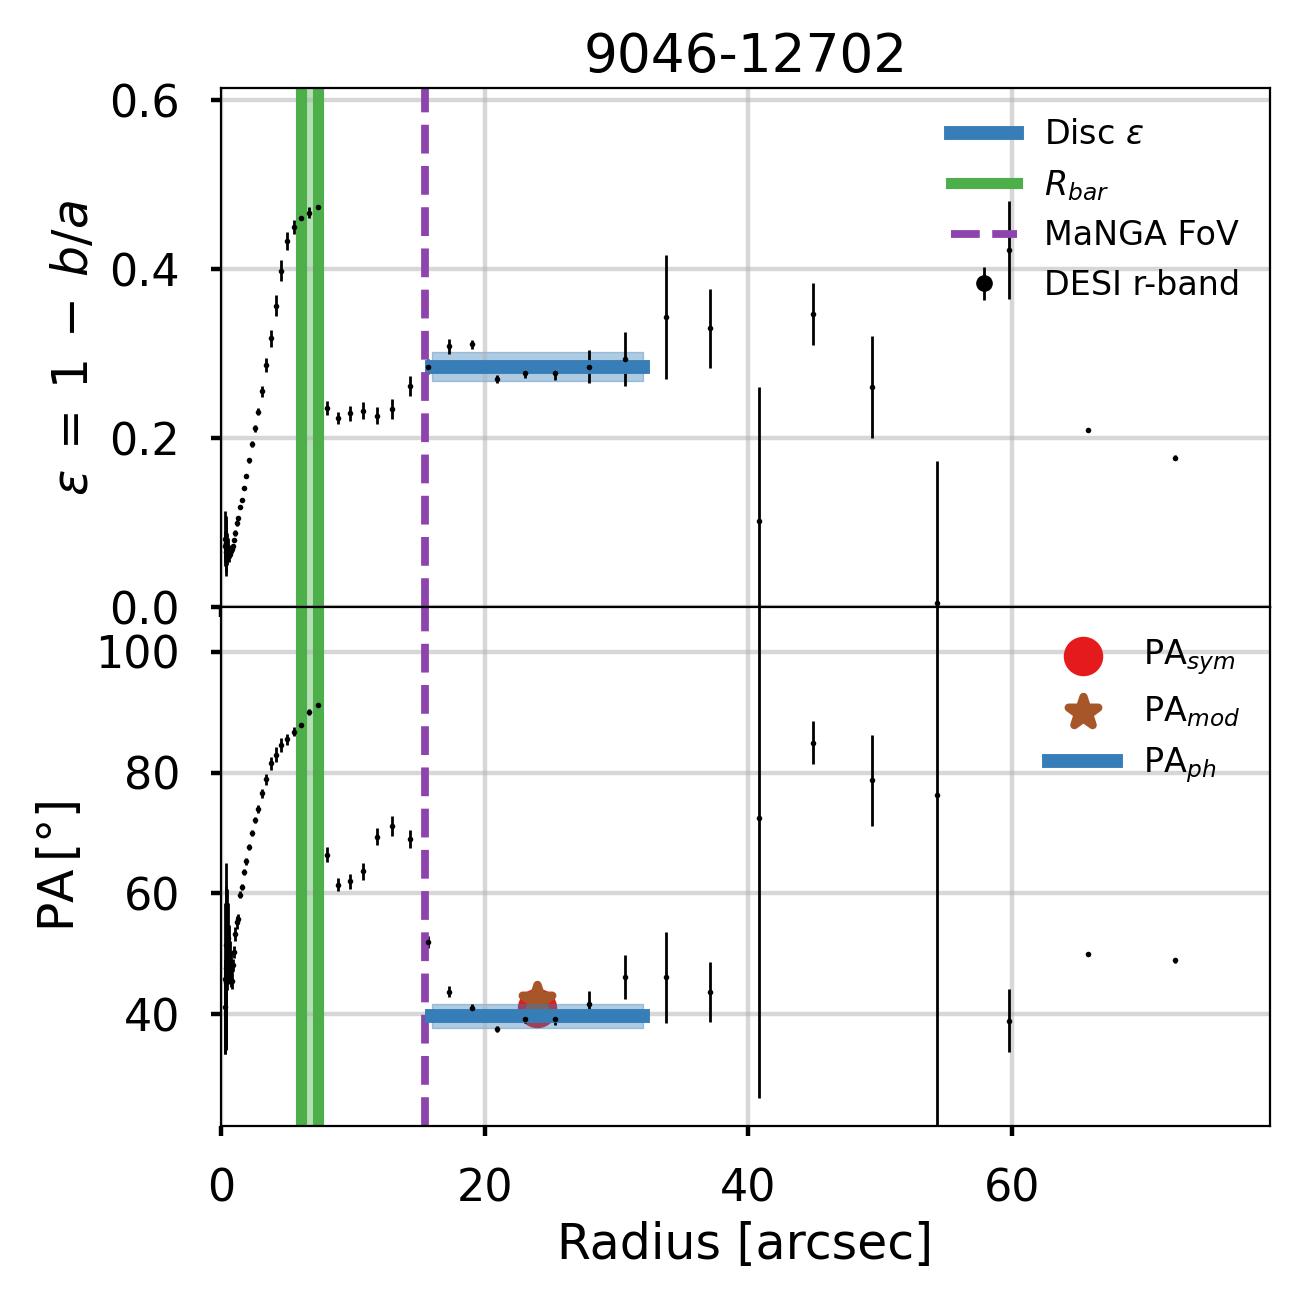 9046-12702
0.6
0.4
0.2
0.0
ε = 1 − b/a
Disc ε
R_bar
MaNGA FoV
DESI r-band
100
80
60
40
PA [°]
PA_sym
PA_mod
PA_ph
0 20 40 60
Radius [arcsec]